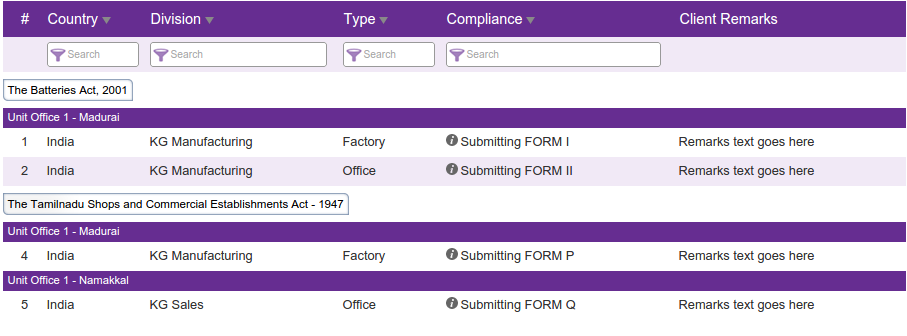 # Country Division Type Compliance Client Remarks
Search Search Search Search
The Batteries Act, 2001
Unit Office 1 - Madurai
1 India KG Manufacturing Factory Submitting FORM I Remarks text goes here
2 India KG Manufacturing Office Submitting FORM II Remarks text goes here
The Tamilnadu Shops and Commercial Establishments Act - 1947
Unit Office 1 - Madurai
4 India KG Manufacturing Factory Submitting FORM P Remarks text goes here
Unit Office 1 - Namakkal
5 India KG Sales Office Submitting FORM Q Remarks text goes here